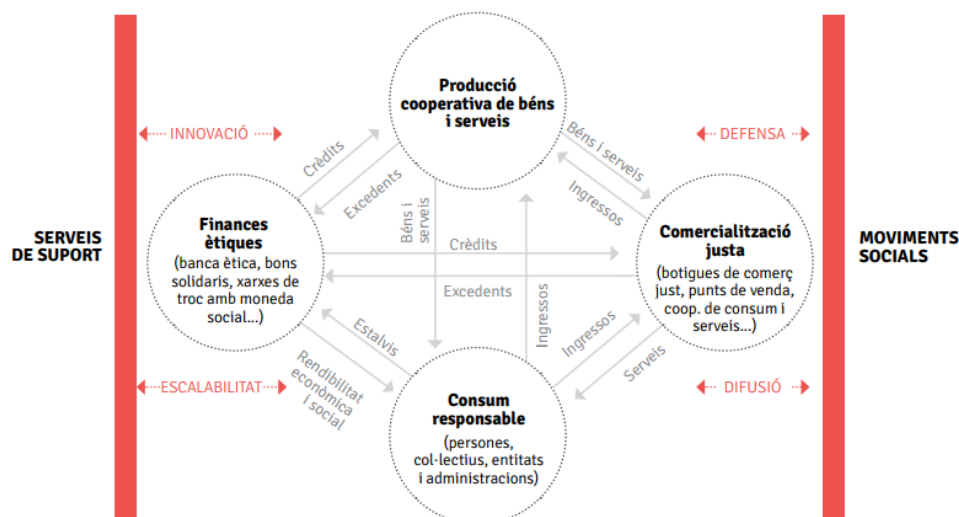 Producció
cooperativa de béns
i serveis
INNOVACIÓ
DEFENSA
Crèdits
Excedents
Béns i serveis
Ingressos
Béns i
serveis
SERVEIS
DE SUPORT
Finances
ètiques
(banca ètica, bons
solidaris, xarxes de
troc amb moneda
social...)
Crèdits
Excedents
Comercialització
justa
(botigues de comerç
just, punts de venda,
coop. de consum i
serveis...)
MOVIMENTS
SOCIALS
Estalvis
Rendibilitat
econòmica
i social
Ingressos
Ingressos
Serveis
ESCALABILITAT
DIFUSIÓ
Consum
responsable
(persones,
col·lectius, entitats
i administracions)